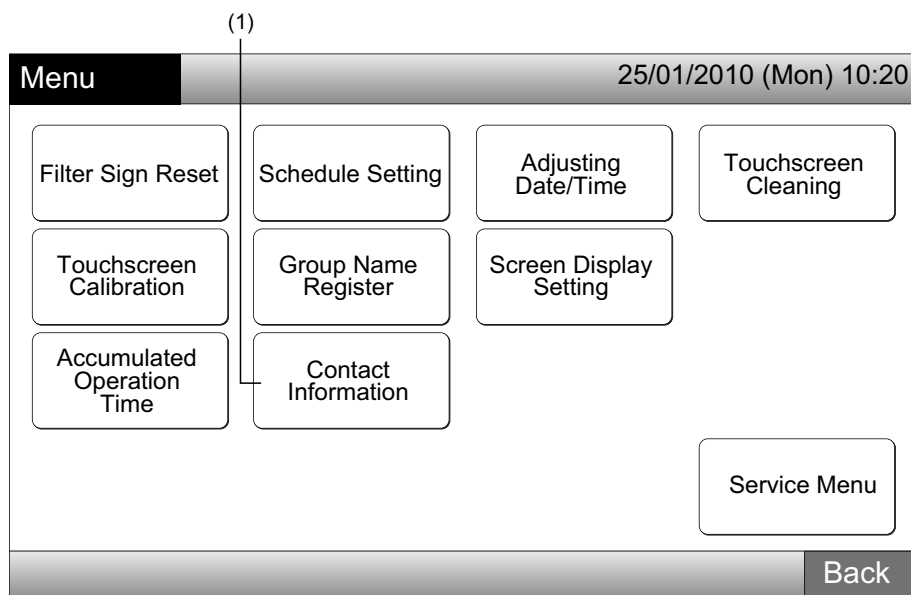 (1)
Menu
25/01/2010 (Mon) 10:20
Filter Sign Reset
Schedule Setting
Adjusting
Date/Time
Touchscreen
Cleaning
Touchscreen
Calibration
Group Name
Register
Screen Display
Setting
Accumulated
Operation
Time
Contact
Information
Service Menu
Back